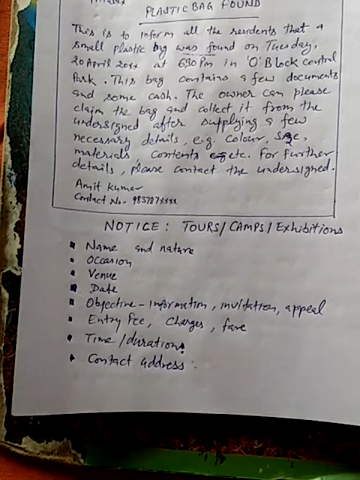 PLASTIC BAG FOUND
This is to inform all the residents that a
small plastic bag was found on Tuesday,
20 April 20xx at 630 Pm in 'O' Block central
Park. This bag contains a few documents
and some cash. The owner can please
claim the bag and collect it from the
undersigned after supplying a few
necessary details, e.g. Colour, Size,
materials, contents etc. For further
details, please contact the undersigned.
Amit Kumar
Contact No. 983787xxxx
NOTICE: TOURS/CAMPS/Exhibitions
Name and nature
Occasion
Venue
Date
Objective - Information, invitation, appeal
Entry Fee, Charges, fare
Time/duration:
Contact address: